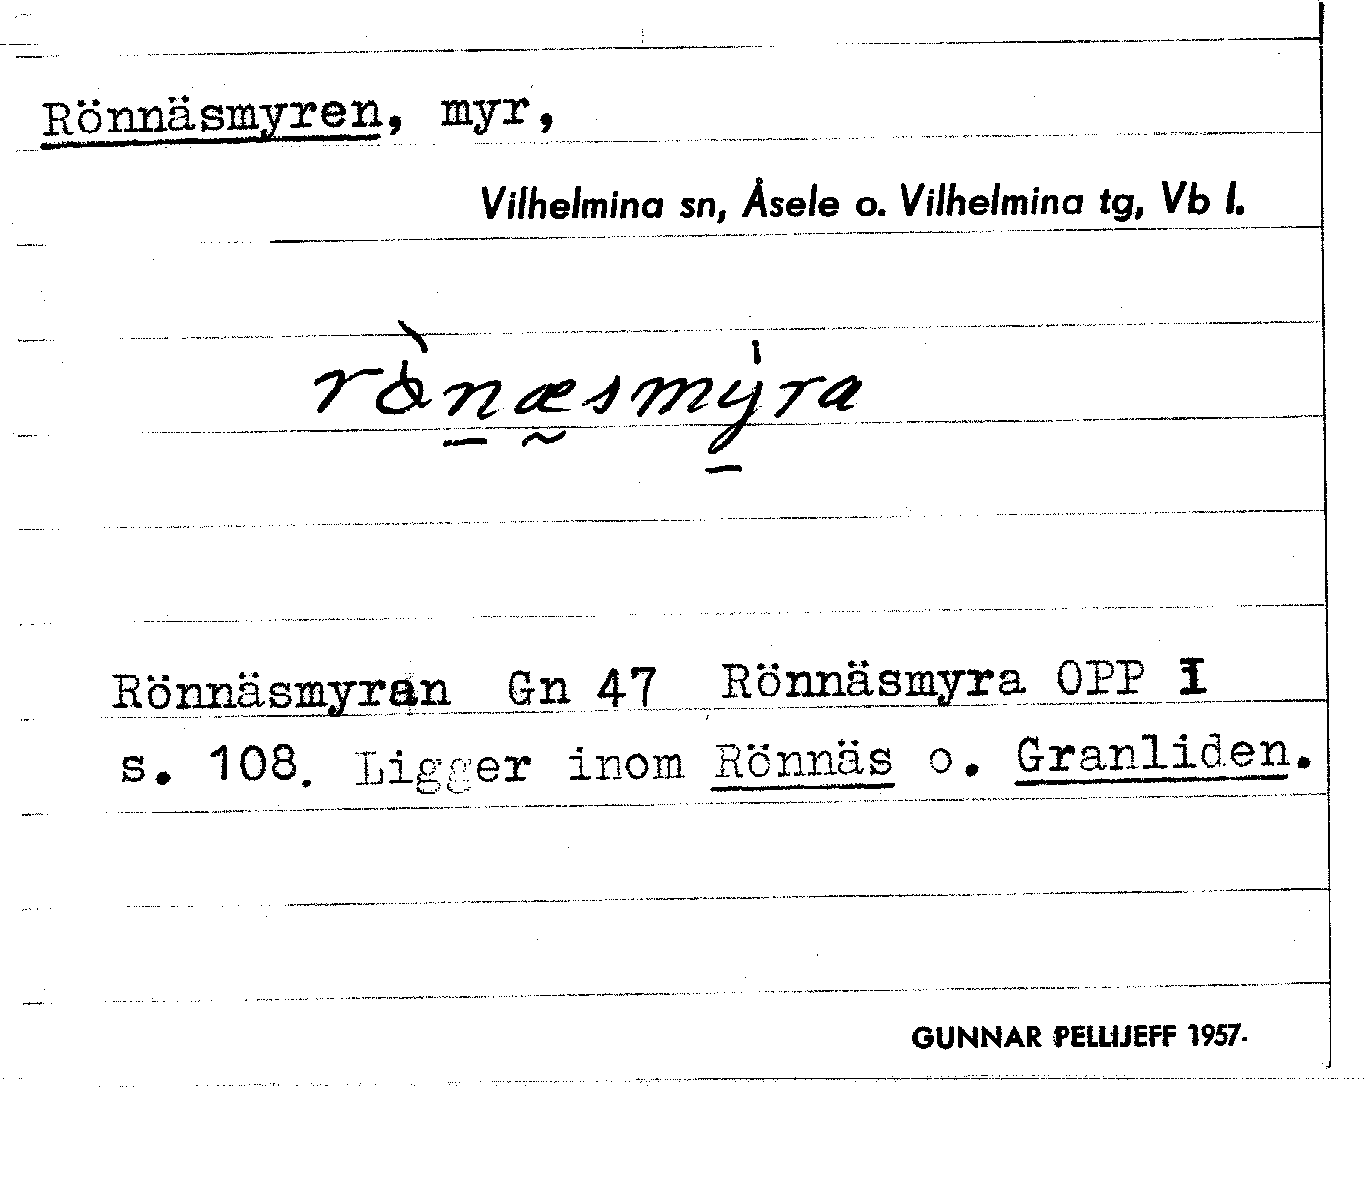 Rönnäsmyren, myr,
Vilhelmina sn, Åsele o. Vilhelmina tg, Vb l.
rònæsmyra
Rönnäsmyran Gn 47 Rönnäsmyra OPP I
s. 108. Ligger inom Rönnäs o. Granliden.
GUNNAR PELLIJEFF 1957.